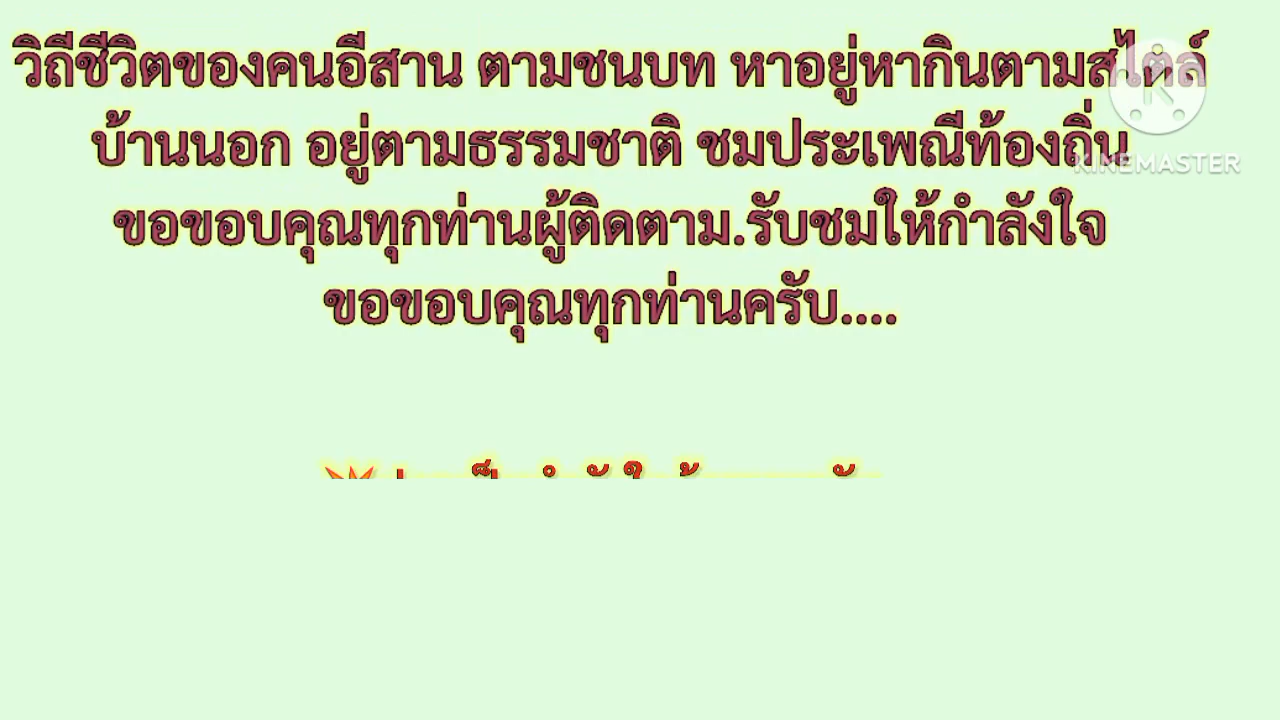 วิถีชีวิตของคนอีสาน ตามชนบท หาอยู่หากินตามสไตล์
บ้านนอก อยู่ตามธรรมชาติ ชมประเพณีท้องถิ่น
KINEMASTER
ขอขอบคุณทุกท่านผู้ติดตาม.รับชมให้กำลังใจ
ขอขอบคุณทุกท่านครับ....